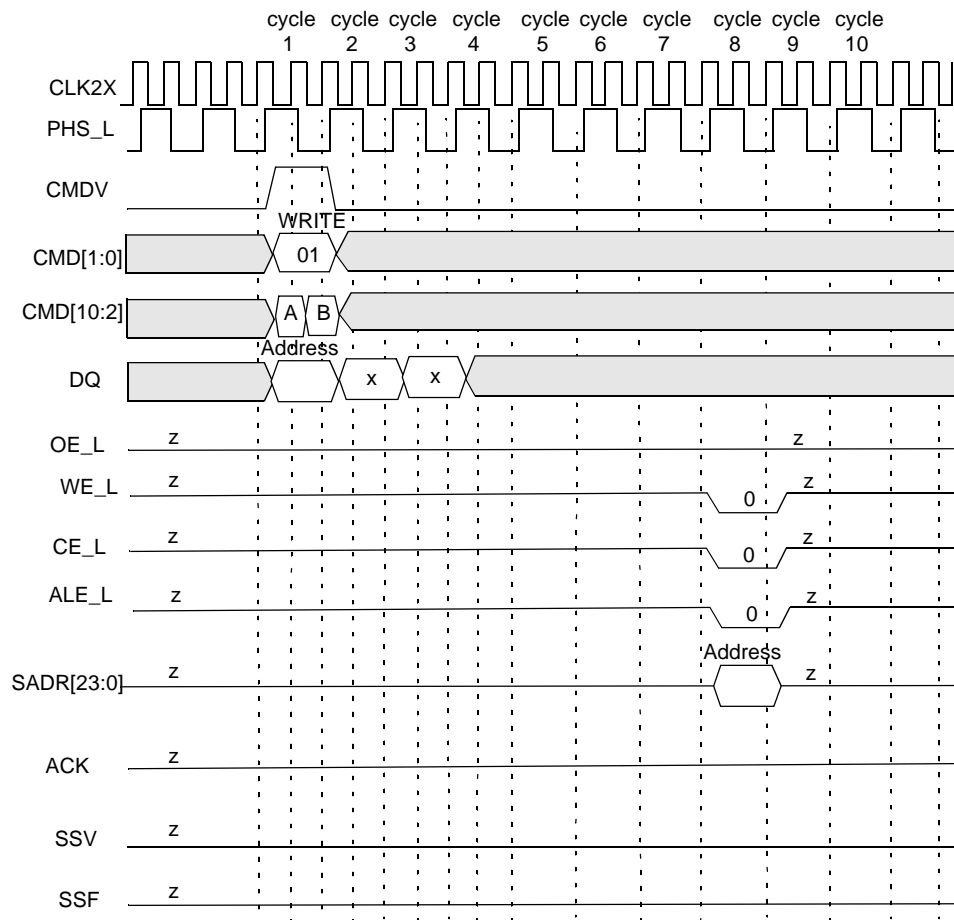 cycle cycle cycle cycle cycle cycle cycle cycle cycle cycle
1 2 3 4 5 6 7 8 9 10
CLK2X
PHS_L
CMDV
WRITE
CMD[1:0] 01
CMD[10:2] A B
Address
DQ x x
OE_L z z
WE_L z 0 z
CE_L z 0 z
ALE_L z 0 z
Address
SADR[23:0] z z
ACK z
SSV z
SSF z